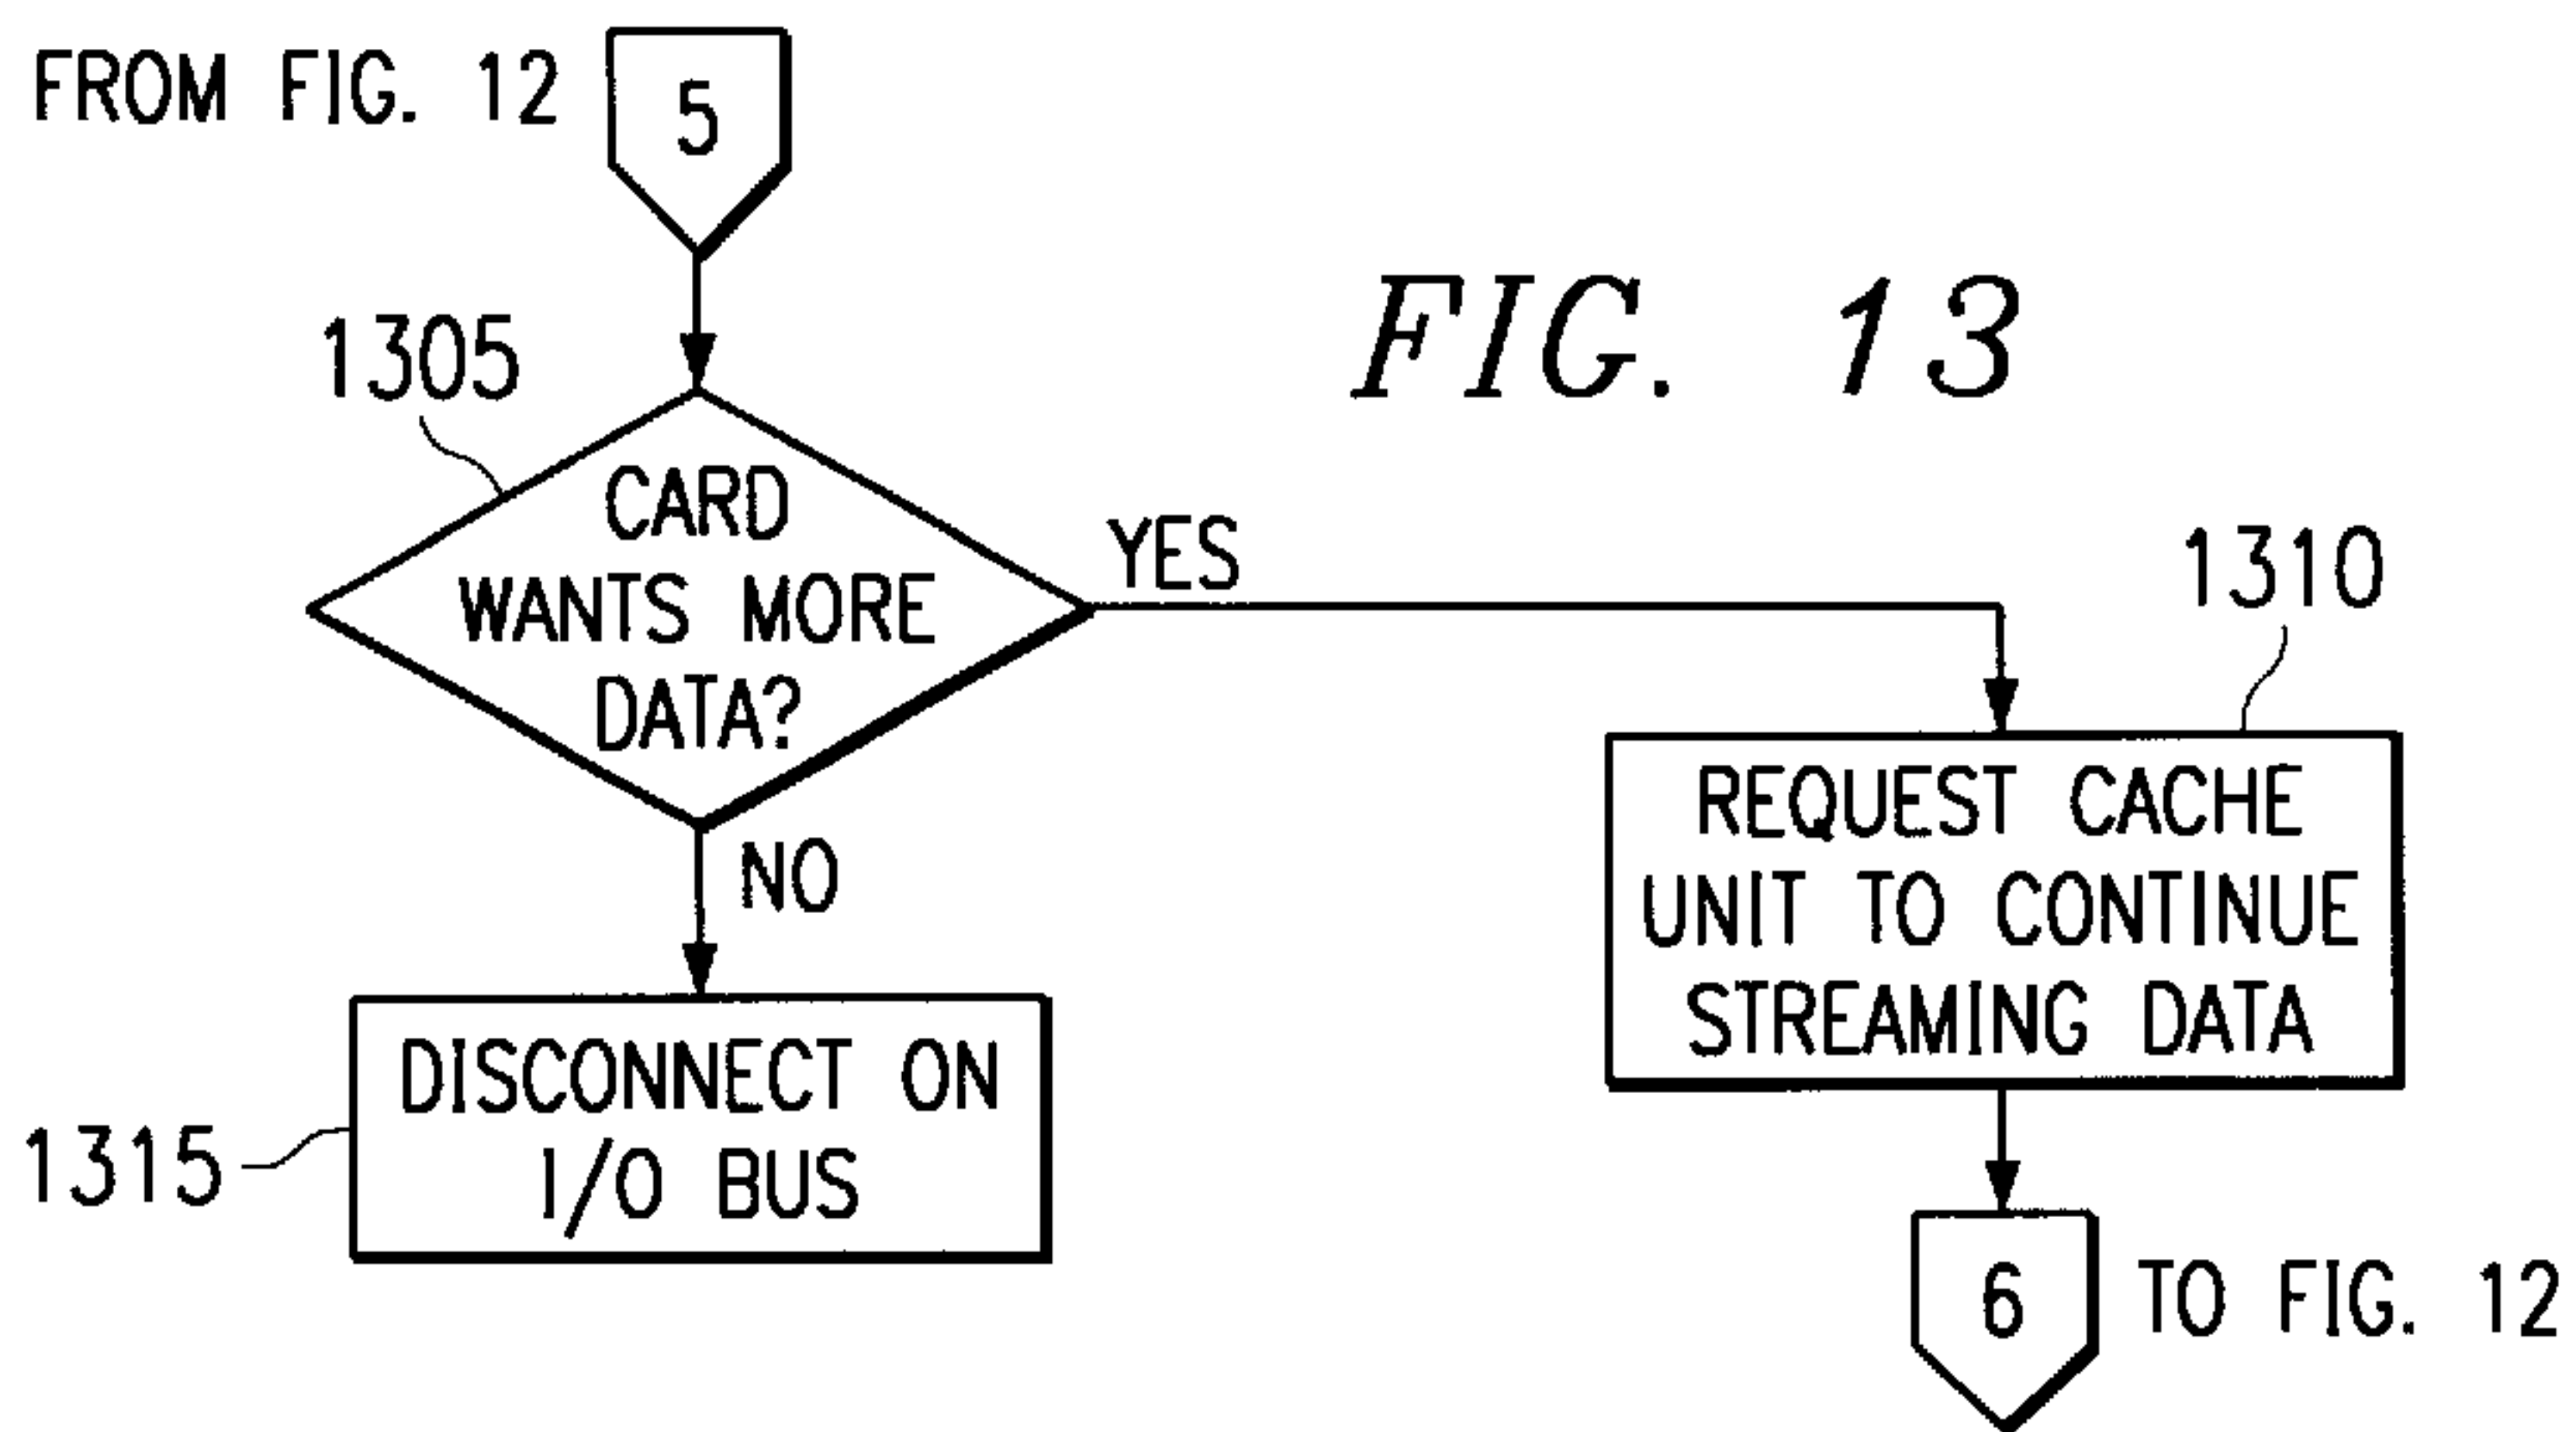 FROM FIG. 12
5
FIG. 13
1305
CARD
WANTS MORE
DATA?
YES
NO
1310
REQUEST CACHE
UNIT TO CONTINUE
STREAMING DATA
1315
DISCONNECT ON
I/O BUS
6
TO FIG. 12